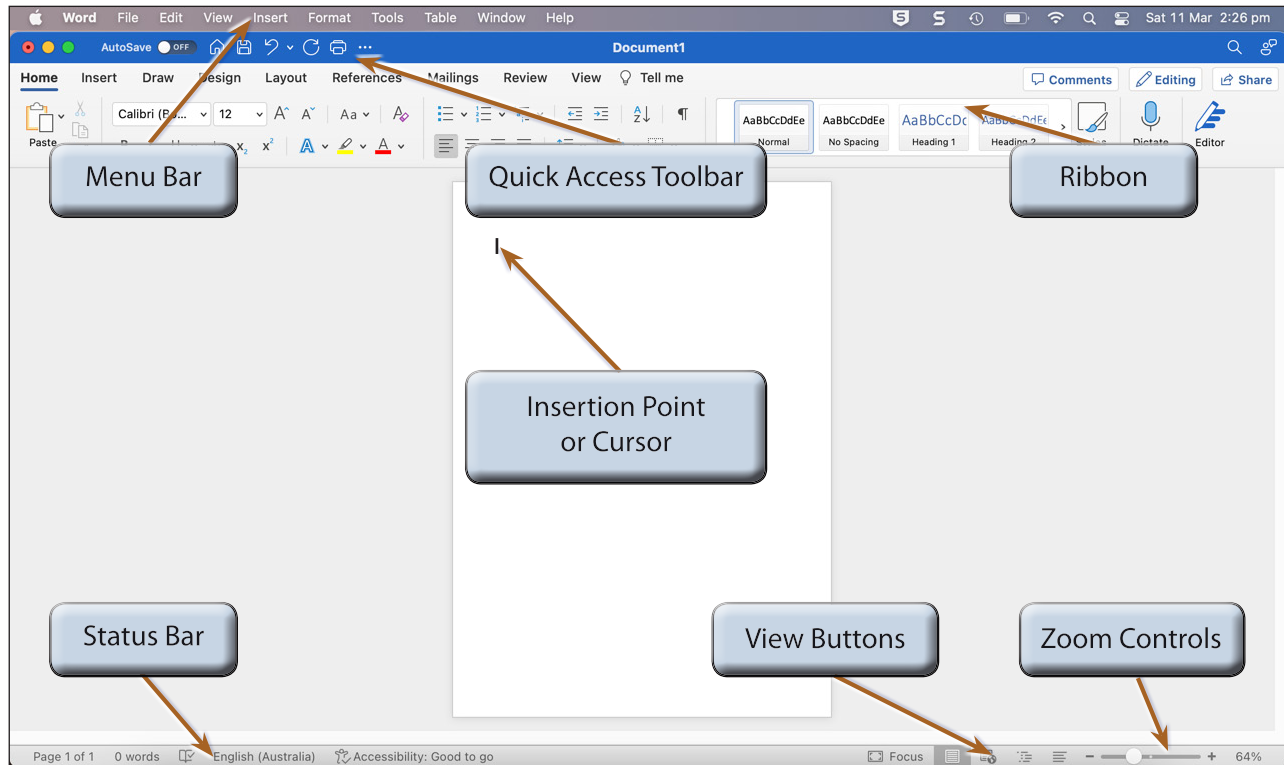 Word File Edit View Insert Format Tools Table Window Help Sat 11 Mar 2:26 pm
AutoSave OFF Document1
Home Insert Draw Design Layout References Mailings Review View Tell me Comments Editing Share
Calibri (Bo... 12 A A Aa A
AaBbCcDdEe AaBbCcDdEe AaBbCcDc AaBbCcDdEe
Paste Normal No Spacing Heading 1 Heading 2 Dictate Editor
x₂ x² A A
Menu Bar
Quick Access Toolbar
Ribbon
Insertion Point
or Cursor
Status Bar
View Buttons
Zoom Controls
Page 1 of 1 0 words English (Australia) Accessibility: Good to go Focus 64%